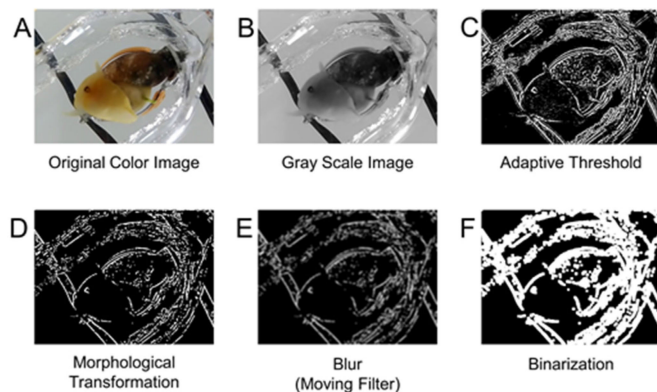 A
B
C
Original Color Image
Gray Scale Image
Adaptive Threshold
D
E
F
Morphological
Transformation
Blur
(Moving Filter)
Binarization